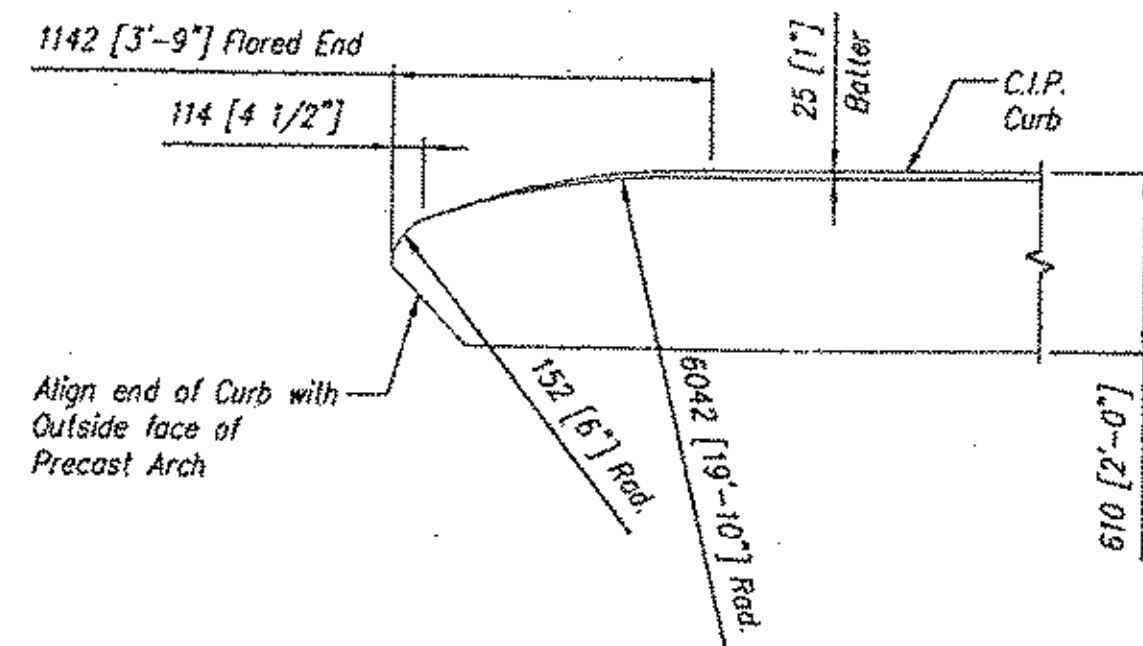 1142 [3'-9"] Flared End
114 [4 1/2"]
25 [1"]
Batter
C.I.P.
Curb
Align end of Curb with
Outside face of
Precast Arch
152 [6"] Rad.
6042 [19'-10"] Rad.
610 [2'-0"]